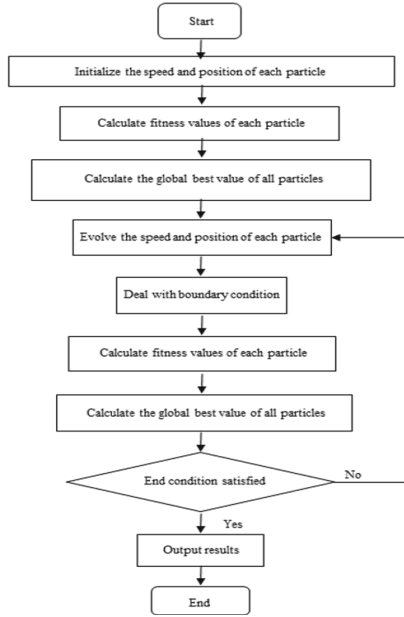 Start
Initialize the speed and position of each particle
Calculate fitness values of each particle
Calculate the global best value of all particles
Evolve the speed and position of each particle
Deal with boundary condition
Calculate fitness values of each particle
Calculate the global best value of all particles
End condition satisfied
No
Yes
Output results
End